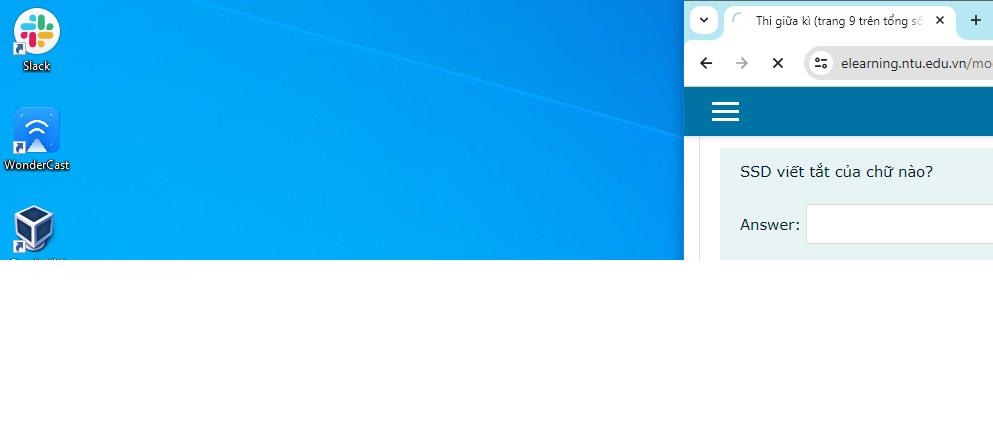 Slack
WonderCast
Thi giữa kì (trang 9 trên tổng số
elearning.ntu.edu.vn/mo
SSD viết tắt của chữ nào?
Answer: